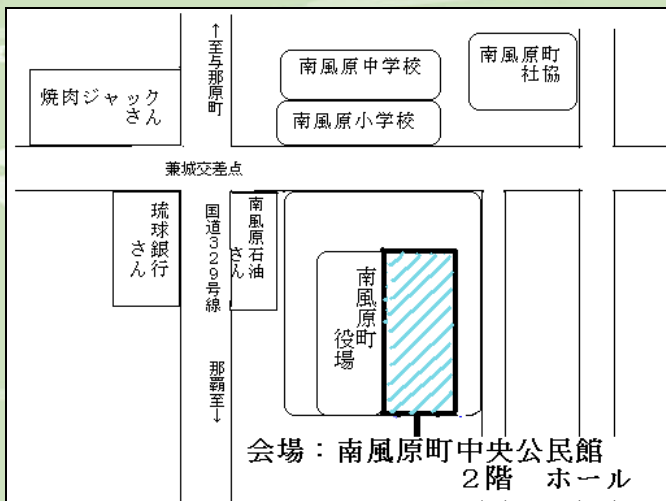 ↑至与那原町
焼肉ジャック
さん
南風原中学校
南風原小学校
南風原町
社協
兼城交差点
琉球銀行
さん
国道329号線
南風原石油
さん
南風原町
役場
那覇至↓
会場：南風原町中央公民館
2階　ホール